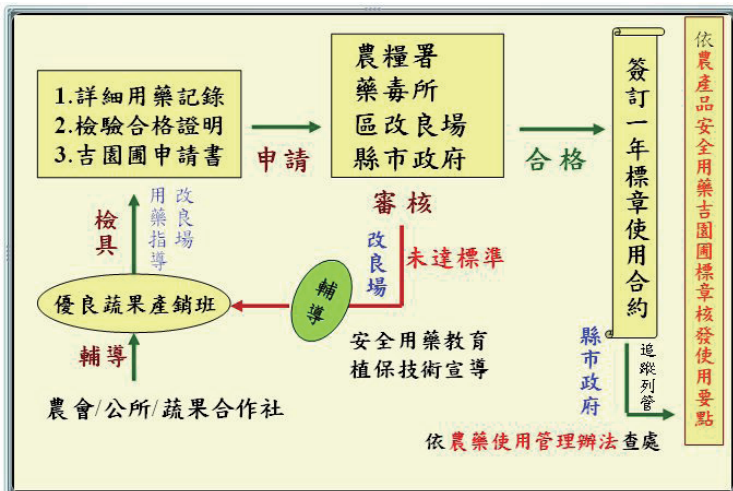 1.詳細用藥記錄
2.檢驗合格證明
3.吉園圃申請書
申請
農糧署
藥毒所
區改良場
縣市政府
審核
合格
簽訂一年標章使用合約
依農產品安全用藥吉園圃標章核發使用要點
檢具
改良場
用藥指導
改良場
未達標準
輔導
優良蔬果產銷班
輔導
農會/公所/蔬果合作社
安全用藥教育
植保技術宣導
縣市政府
追蹤列管
依農藥使用管理辦法查處